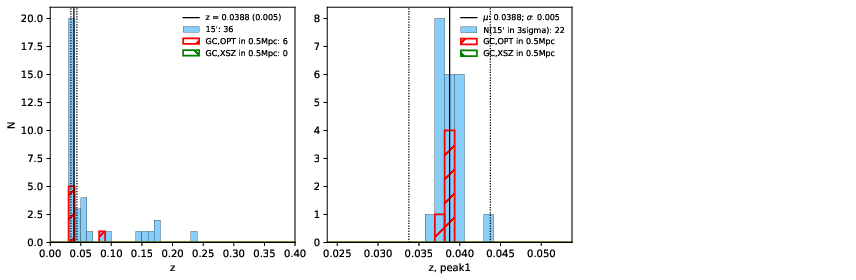 N
20.0
17.5
15.0
12.5
10.0
7.5
5.0
2.5
0.0
0.00 0.05 0.10 0.15 0.20 0.25 0.30 0.35 0.40
z
z = 0.0388 (0.005)
15': 36
GC,OPT in 0.5Mpc: 6
GC,XSZ in 0.5Mpc: 0
8
7
6
5
4
3
2
1
0
0.025 0.030 0.035 0.040 0.045 0.050
z, peak1
μ: 0.0388; σ: 0.005
N(15' in 3sigma): 22
GC,OPT in 0.5Mpc
GC,XSZ in 0.5Mpc